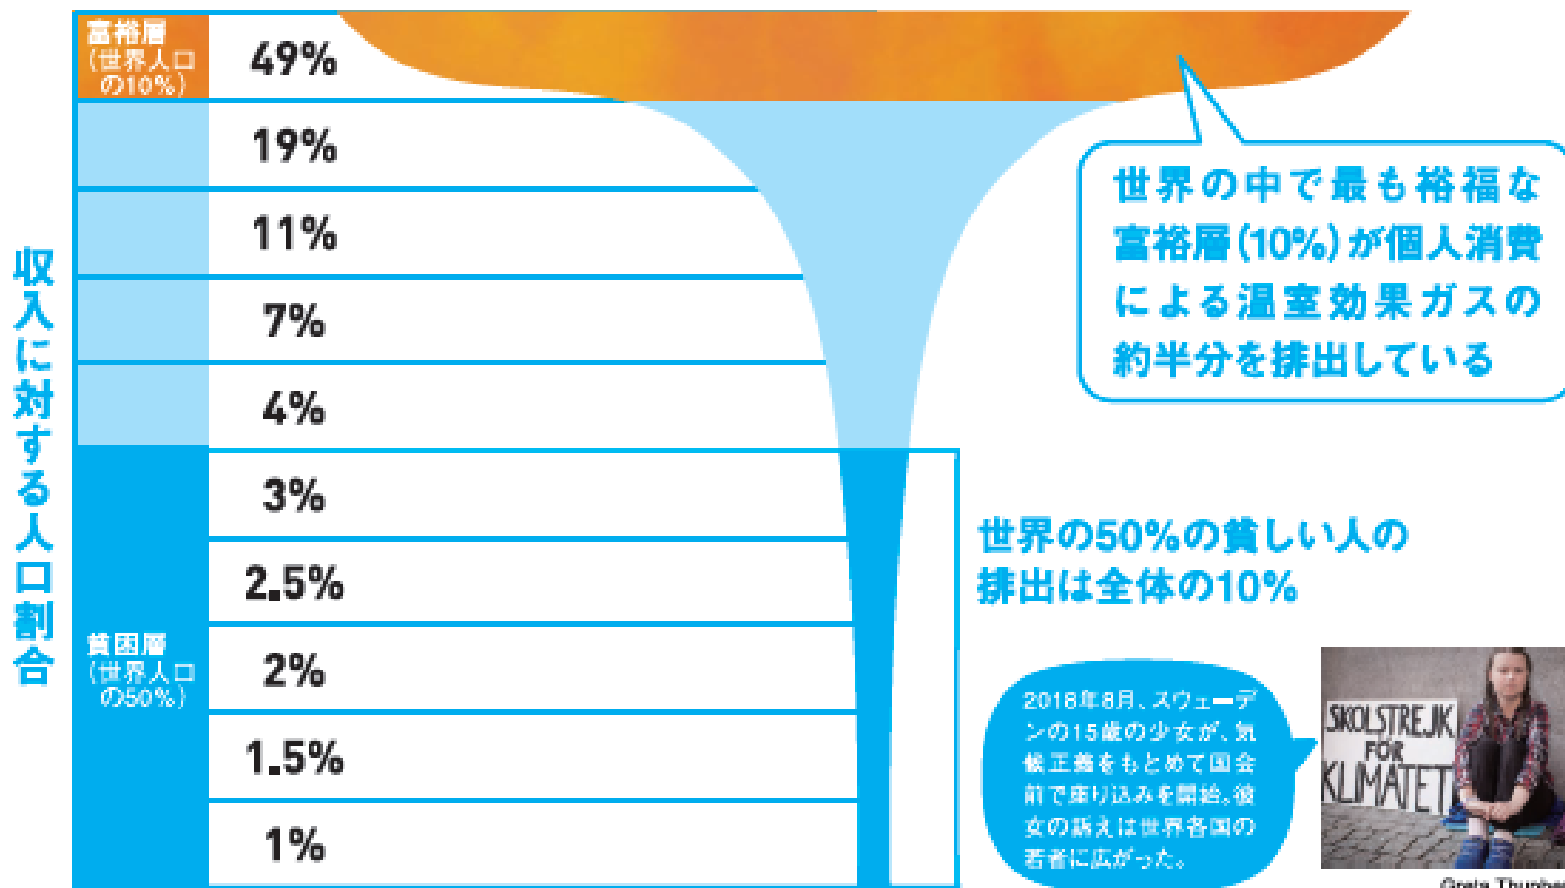 収入に対する人口割合
富裕層
(世界人口
の10%)
49%
19%
11%
7%
4%
貧困層
(世界人口
の50%)
3%
2.5%
2%
1.5%
1%
世界の中で最も裕福な
富裕層(10%)が個人消費
による温室効果ガスの
約半分を排出している
世界の50%の貧しい人の
排出は全体の10%
2018年8月、スウェーデ
ンの15歳の少女が、気
候正義をもとめて国会
前で座り込みを開始。彼
女の訴えは世界各国の
若者に広がった。
SKOLSTREJK
FÖR
KLIMATET
Greta